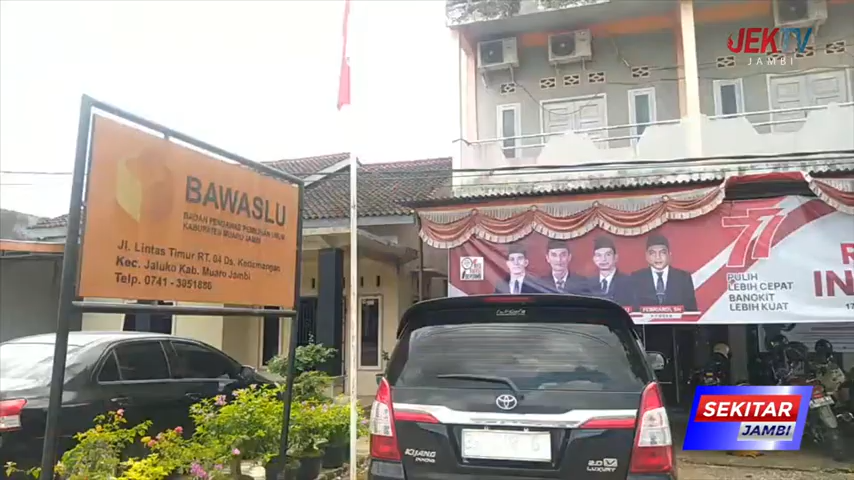 JEKTV
JAMBI
BAWASLU
BADAN PENGAWAS PEMILIHAN UMUM
KABUPATEN MUARO JAMBI
Jl. Lintas Timur RT. 04 Ds. Kedemangan
Kec. Jaluko Kab. Muaro Jambi
Telp. 0741 - 3051886
77
PULIH
LEBIH CEPAT
BANGKIT
LEBIH KUAT
IN
FEBRIANDI, SH
KIJANG
INNOVA
TOYOTA
2.0 V
LUXURY
SEKITAR
JAMBI